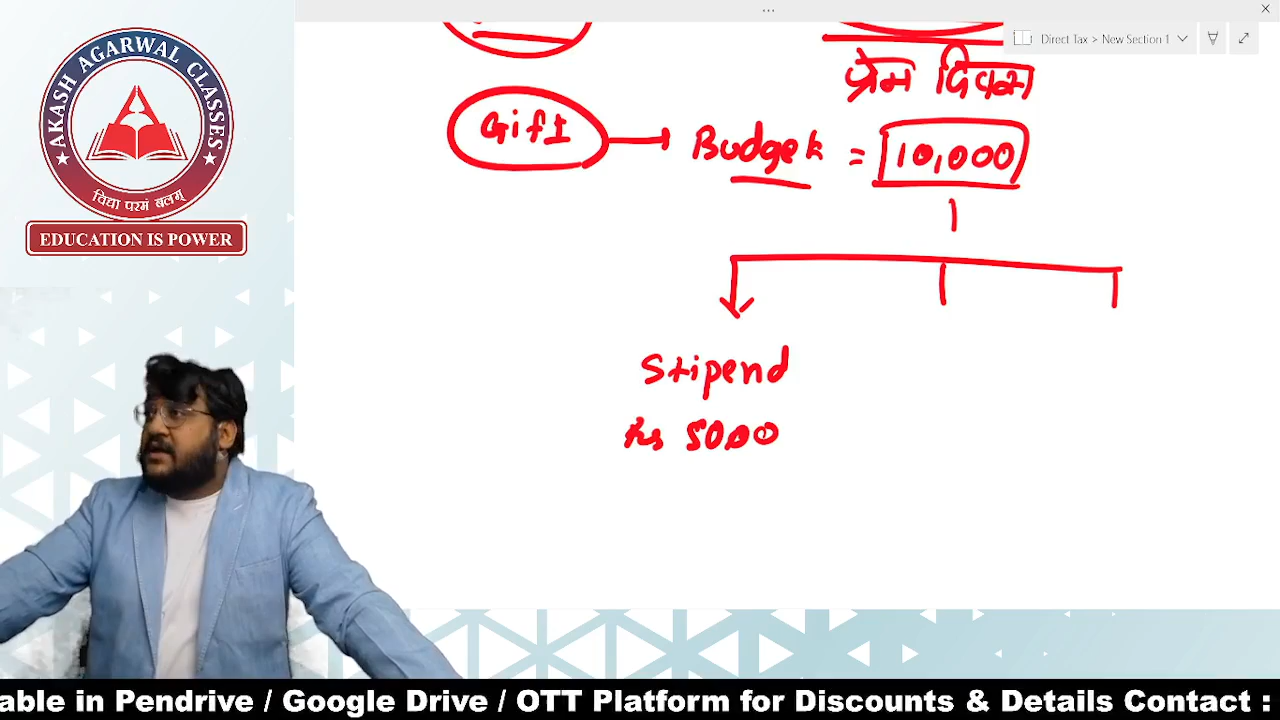 AKASH AGARWAL CLASSES
विद्या परमं बलम्
EDUCATION IS POWER
Direct Tax > New Section 1
प्रेम दिवस
Gift
Budget = 10,000
Stipend
Rs 5000
able in Pendrive / Google Drive / OTT Platform for Discounts & Details Contact :